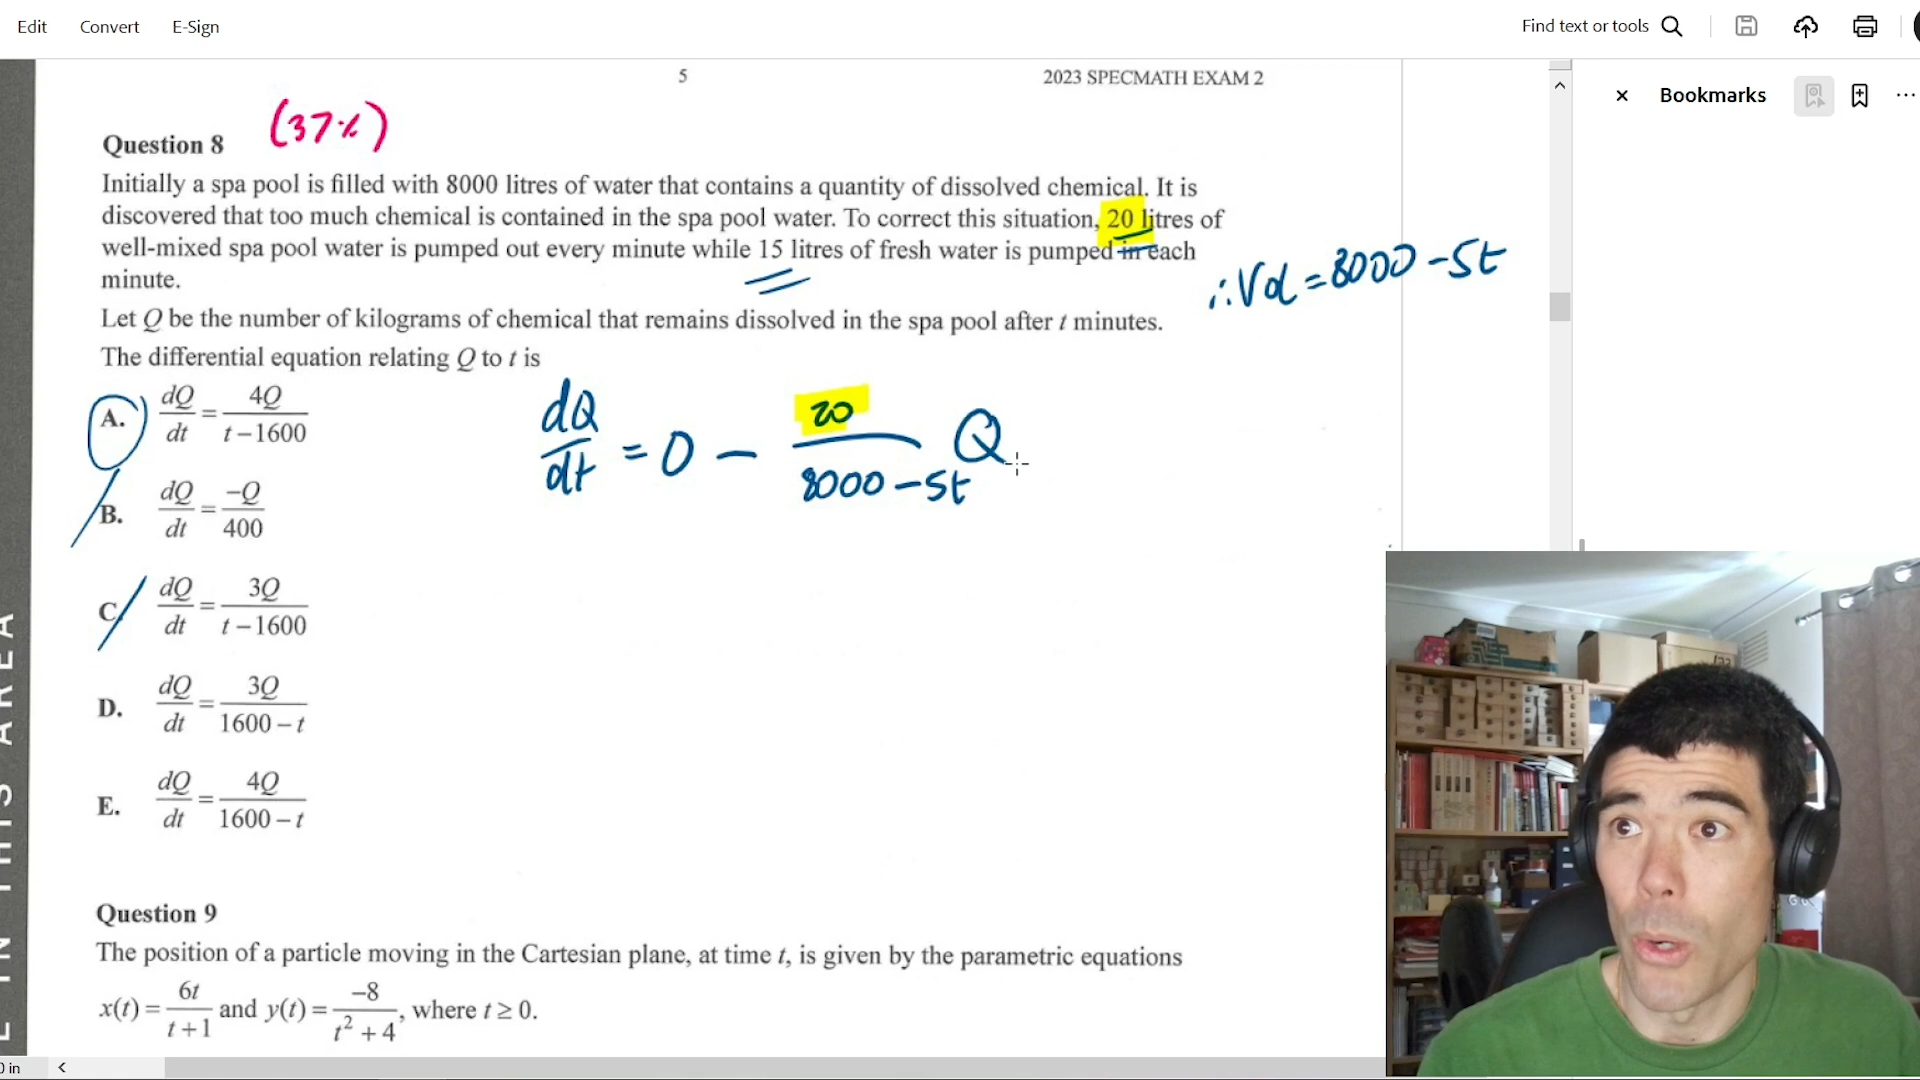 Edit Convert E-Sign Find text or tools
5 2023 SPECMATH EXAM 2
Bookmarks
Question 8 (37%)
Initially a spa pool is filled with 8000 litres of water that contains a quantity of dissolved chemical. It is
discovered that too much chemical is contained in the spa pool water. To correct this situation, 20 litres of
well-mixed spa pool water is pumped out every minute while 15 litres of fresh water is pumped in each
minute.
∴Vol = 8000 - 5t
Let Q be the number of kilograms of chemical that remains dissolved in the spa pool after t minutes.
The differential equation relating Q to t is
A. dQ/dt = 4Q/(t – 1600)
dQ/dt = 0 - 20/(8000 - 5t) Q
B. dQ/dt = –Q/400
C. dQ/dt = 3Q/(t – 1600)
D. dQ/dt = 3Q/(1600 – t)
E. dQ/dt = 4Q/(1600 – t)
Question 9
The position of a particle moving in the Cartesian plane, at time t, is given by the parametric equations
x(t) = 6t/(t + 1) and y(t) = –8/(t² + 4), where t ≥ 0.